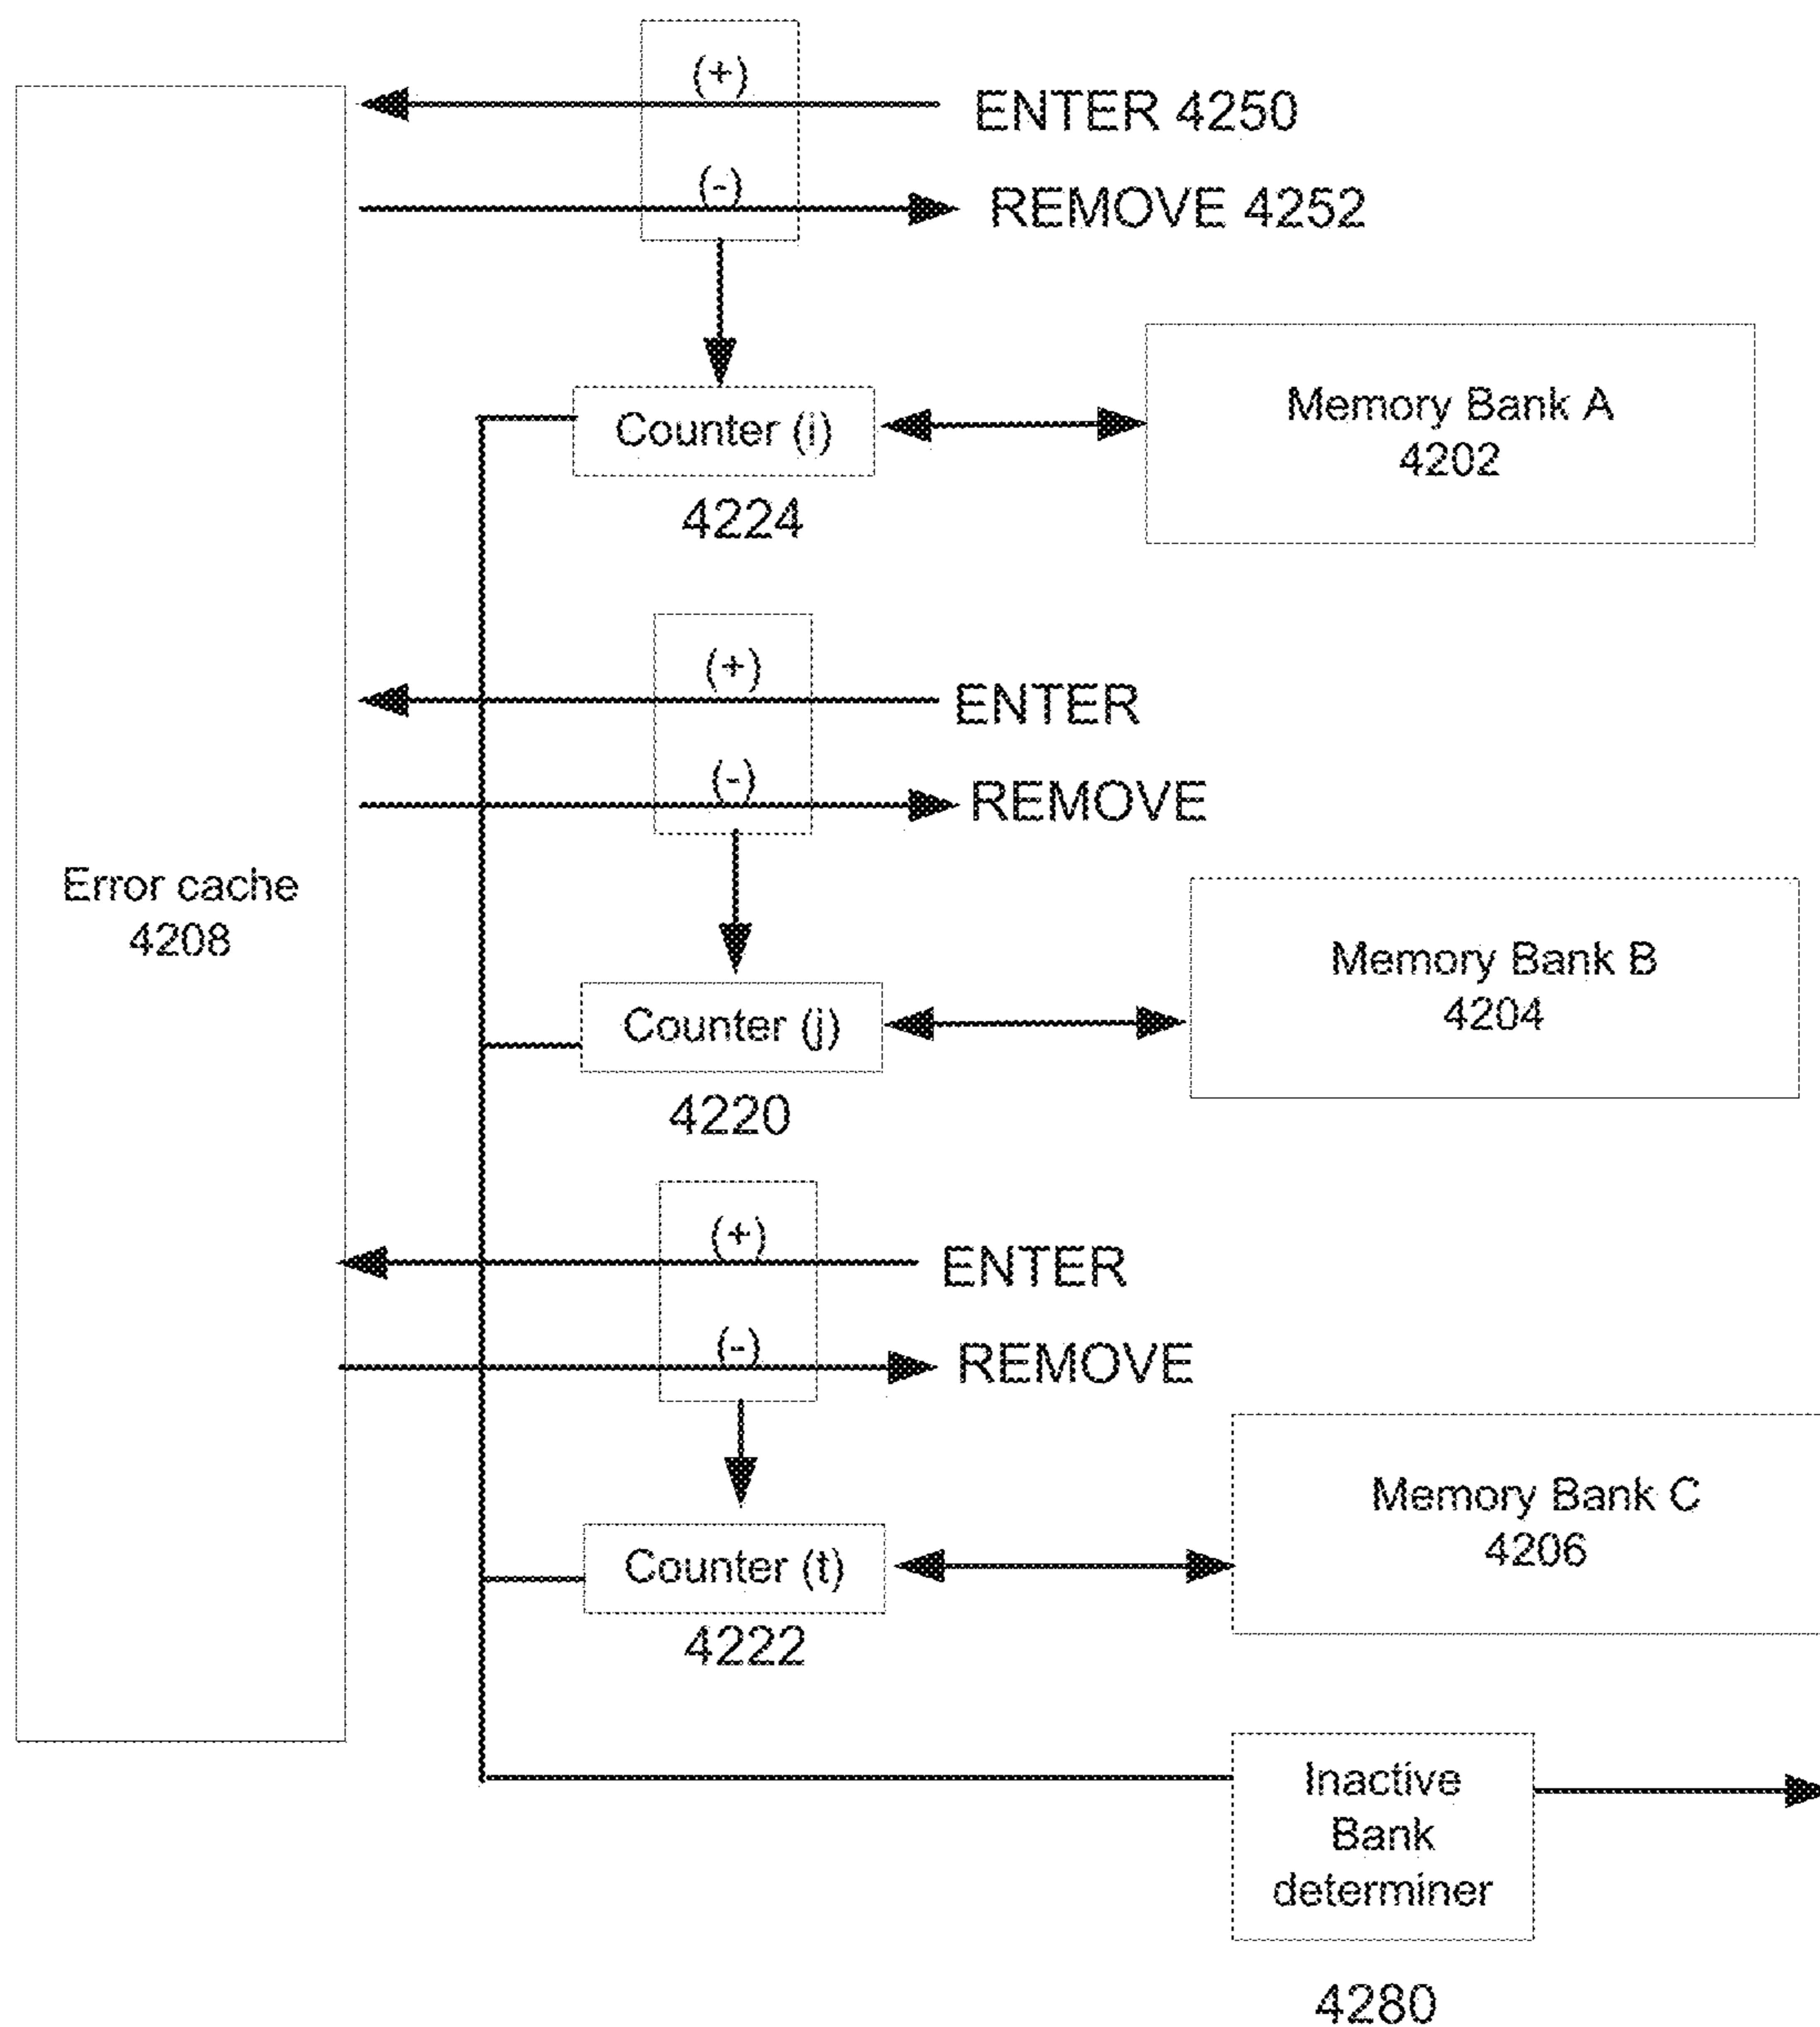 (+)
ENTER 4250
(-)
REMOVE 4252
Counter (i)
4224
Memory Bank A
4202
(+)
ENTER
(-)
REMOVE
Error cache
4208
Counter (j)
4220
Memory Bank B
4204
(+)
ENTER
(-)
REMOVE
Counter (t)
4222
Memory Bank C
4206
Inactive
Bank
determiner
4280